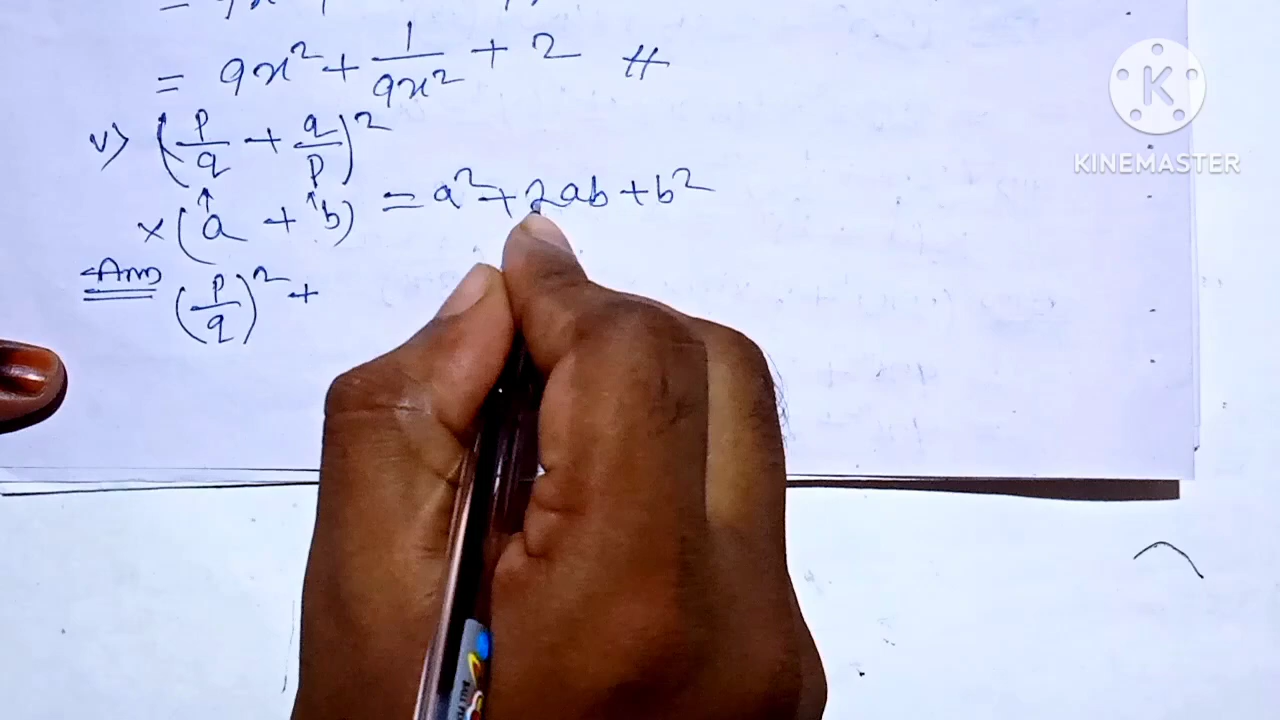 = 9x² + 1/9x² + 2 #
v) (p/q + q/p)²
×(a + b) = a² + 2ab + b²
Ans (p/q)² +
K
KINEMASTER